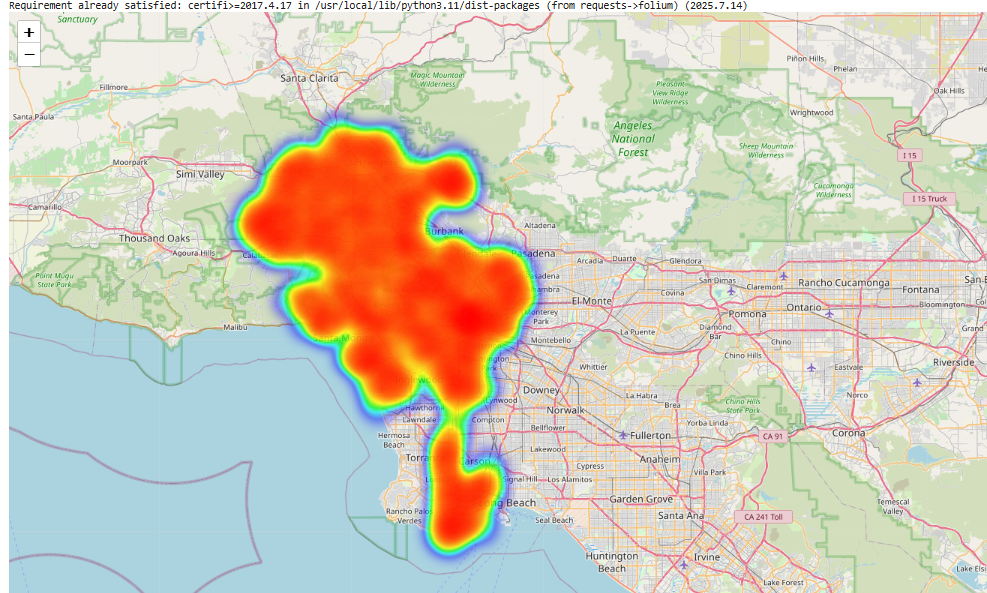 Requirement already satisfied: certifi>=2017.4.17 in /usr/local/lib/python3.11/dist-packages (from requests->folium) (2025.7.14)
Sanctuary
+
−
Santa Clarita
Magic Mountain
Wilderness
Piñon Hills
Phelan
Fillmore
Pleasant
View Ridge
Wilderness
Oak Hills
Santa Paula
Wrightwood
Angeles
National
Forest
Sheep Mountain
Wilderness
I 15
Moorpark
Simi Valley
Cucamonga
Wilderness
I 15 Truck
Camarillo
Burbank
Altadena
Thousand Oaks
Agoura Hills
Pasadena
Arcadia
Duarte
Glendora
Point Mugu
State Park
San Dimas
Claremont
Rancho Cucamonga
Fontana
Covina
El Monte
Pomona
Ontario
Bloomington
Monterey
Park
Malibu
La Puente
Diamond
Bar
Grand
Montebello
Chino
Chino Hills
Whittier
Eastvale
Riverside
Downey
La Habra
Norco
Lynwood
Brea
Chino Hills
State Park
Hawthorne
Norwalk
Lawndale
Compton
Yorba Linda
Bellflower
Hermosa
Beach
Fullerton
CA 91
Corona
Lakewood
Anaheim
Carson
Cypress
Villa Park
Signal Hill
Los Alamitos
Garden Grove
Temescal
Valley
Rancho Palos
Verdes
Beach
Seal Beach
Santa Ana
CA 241 Toll
Huntington
Beach
Irvine
Lake Forest